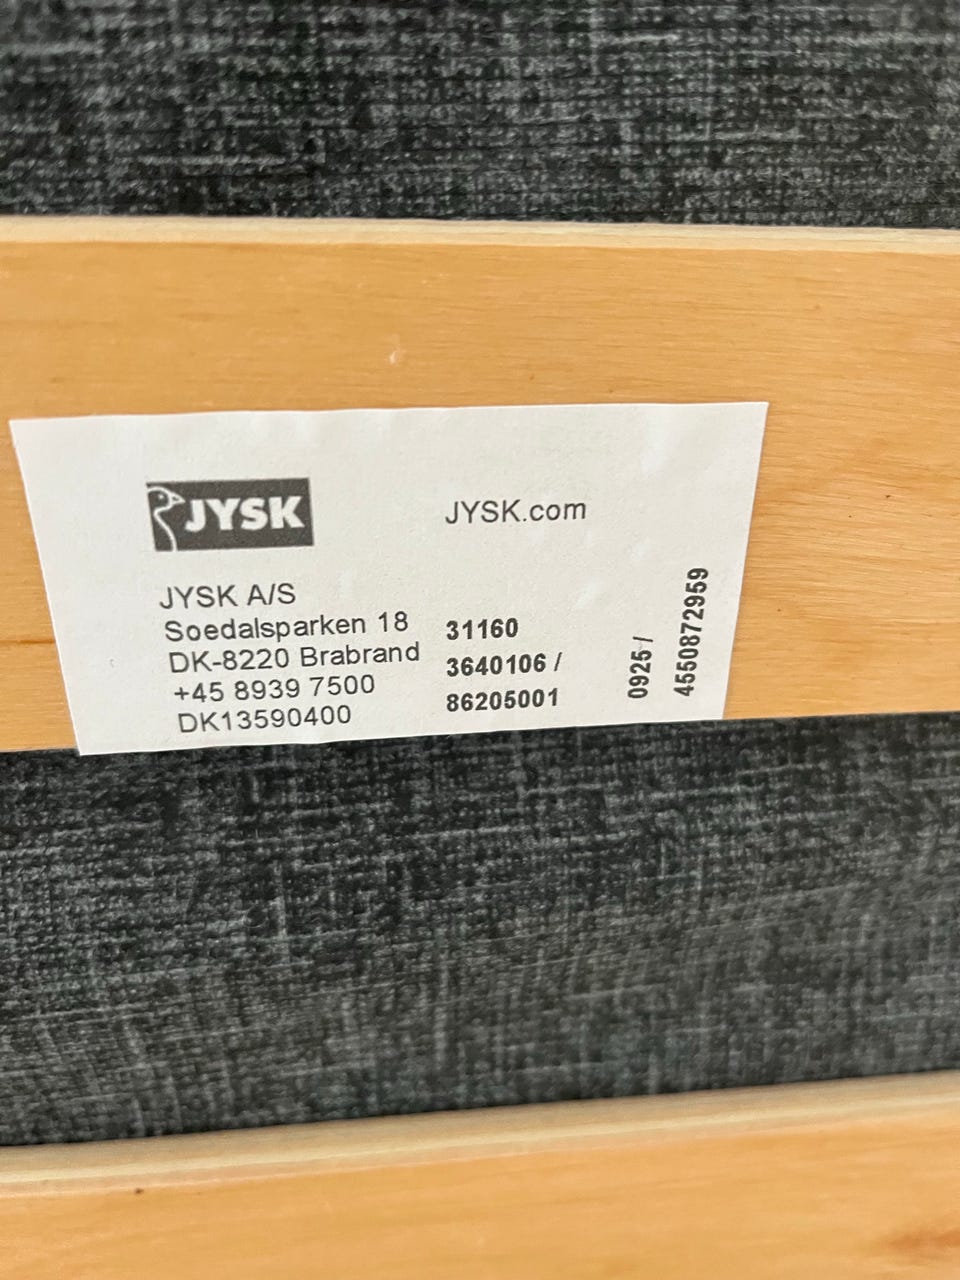 JYSK
JYSK.com
JYSK A/S
Soedalsparken 18
DK-8220 Brabrand
+45 8939 7500
DK13590400
31160
3640106 /
86205001
0925 /
4550872959